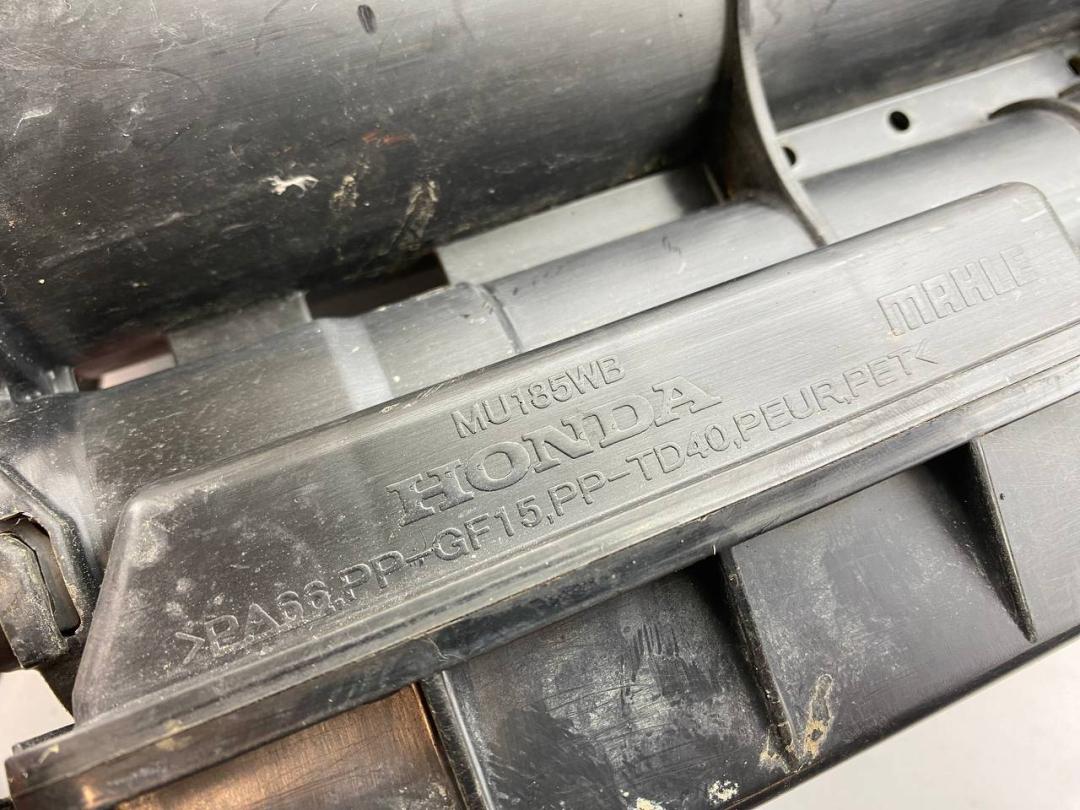 MAHLE
MU185WB
HONDA
>PA66,PP-GF15,PP-TD40,PEUR,PET<